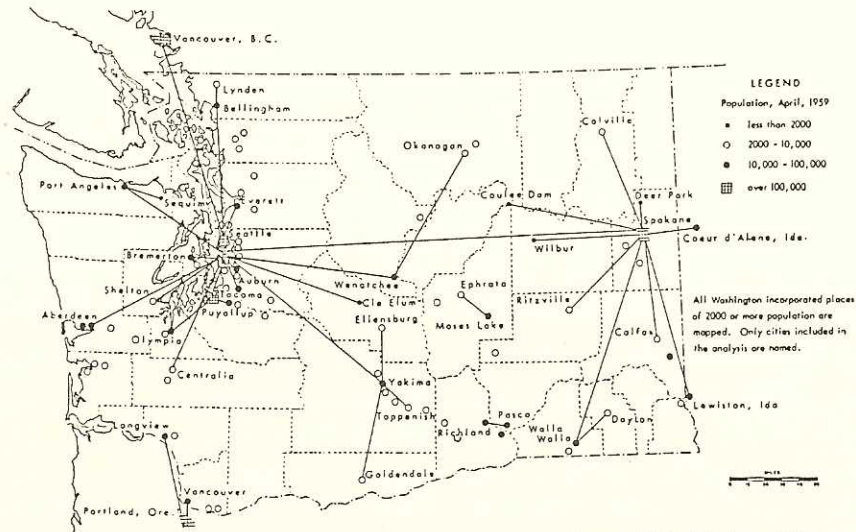 Vancouver, B.C.
Lynden
Bellingham
LEGEND
Population, April, 1959
less than 2000
2000 - 10,000
10,000 - 100,000
over 100,000
Okanogan
Colville
Port Angeles
Sequim
Everett
Coulee Dam
Deer Park
Spokane
Seattle
Coeur d'Alene, Ida.
Bremerton
Wilbur
Wenatchee
Ephrata
Shelton
Auburn
Tacoma
Cle Elum
Ritzville
All Washington incorporated places
of 2000 or more population are
mapped. Only cities included
in the analysis are named.
Aberdeen
Puyallup
Ellensburg
Moses Lake
Olympia
Colfax
Centralia
Yakima
Toppenish
Pasco
Lewiston, Ida
Longview
Richland
Walla
Walla
Dayton
Goldendale
Vancouver
Portland, Ore.